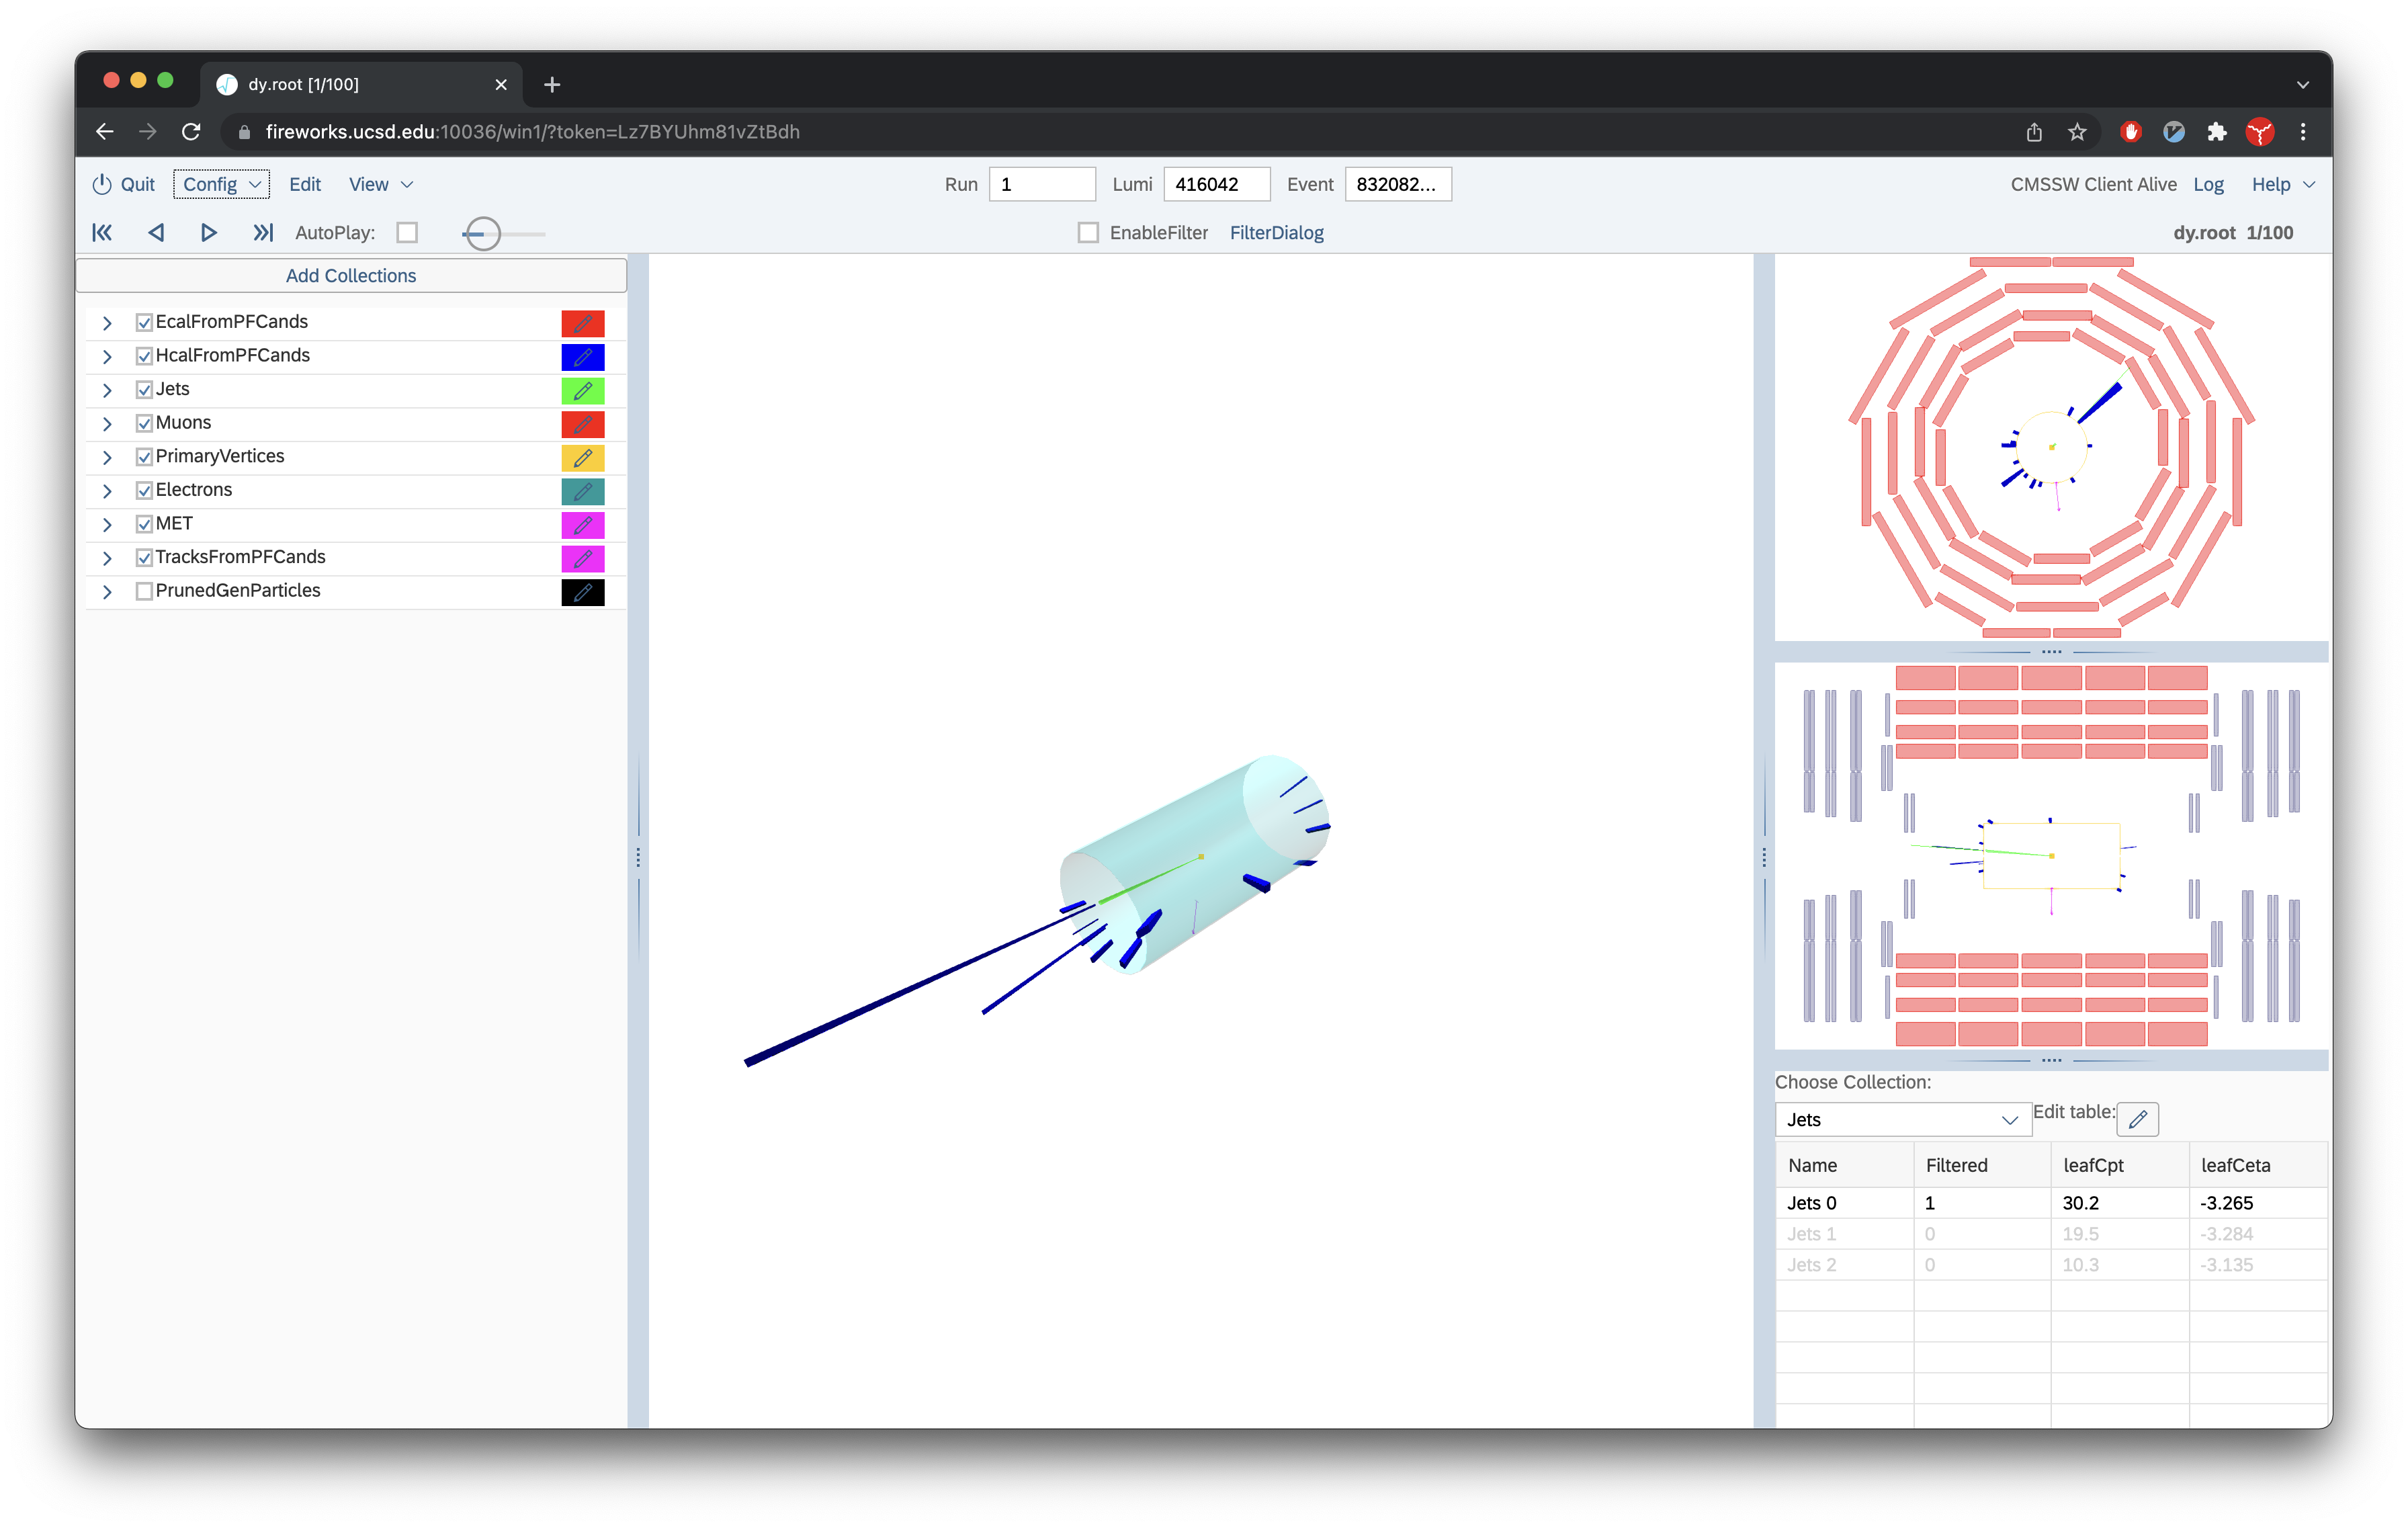 dy.root [1/100]
fireworks.ucsd.edu:10036/win1/?token=Lz7BYUhm81vZtBdh
Quit Config Edit View Run 1 Lumi 416042 Event 832082... CMSSW Client Alive Log Help
AutoPlay: EnableFilter FilterDialog dy.root 1/100
Add Collections
EcalFromPFCands
HcalFromPFCands
Jets
Muons
PrimaryVertices
Electrons
MET
TracksFromPFCands
PrunedGenParticles
Choose Collection:
Jets Edit table:
Name Filtered leafCpt leafCeta
Jets 0 1 30.2 -3.265
Jets 1 0 19.5 -3.284
Jets 2 0 10.3 -3.135